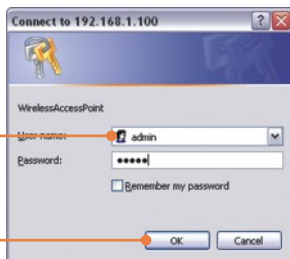 Connect to 192.168.1.100
WirelessAccessPoint
User name:
admin
Password:
•••••
Remember my password
OK
Cancel